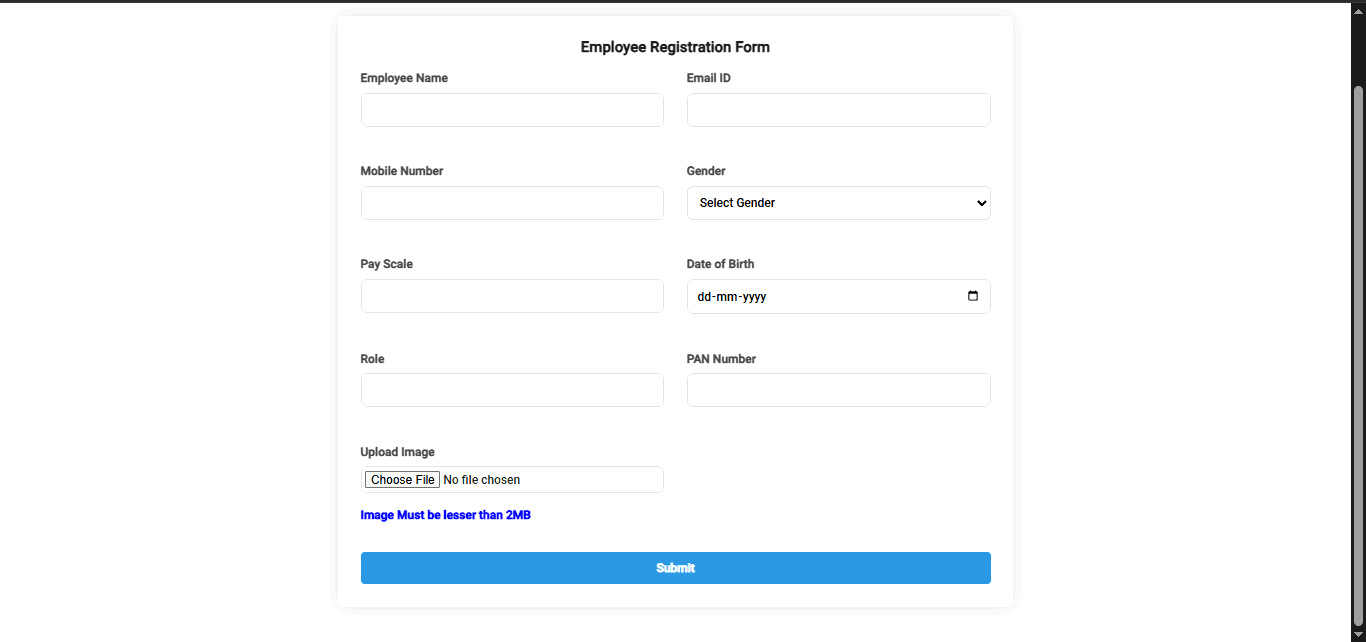 Employee Registration Form
Employee Name
Email ID
Mobile Number
Gender
Select Gender
Pay Scale
Date of Birth
dd-mm-yyyy
Role
PAN Number
Upload Image
Choose File No file chosen
Image Must be lesser than 2MB
Submit